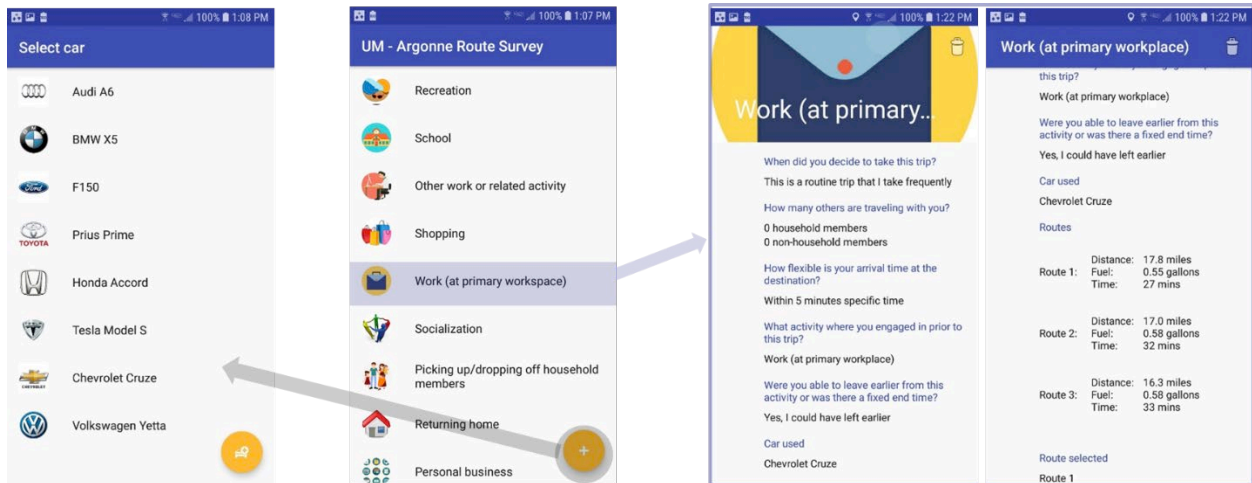 100% 1:08 PM
Select car
Audi A6
BMW X5
Ford
F150
TOYOTA
Prius Prime
Honda Accord
Tesla Model S
CHEVROLET
Chevrolet Cruze
Volkswagen Yetta
100% 1:07 PM
UM - Argonne Route Survey
Recreation
School
Other work or related activity
Shopping
Work (at primary workspace)
Socialization
Picking up/dropping off household
members
Returning home
+
Personal business
100% 1:22 PM
Work (at primary...
When did you decide to take this trip?
This is a routine trip that I take frequently
How many others are traveling with you?
0 household members
0 non-household members
How flexible is your arrival time at the
destination?
Within 5 minutes specific time
What activity where you engaged in prior to
this trip?
Work (at primary workplace)
Were you able to leave earlier from this
activity or was there a fixed end time?
Yes, I could have left earlier
Car used
Chevrolet Cruze
100% 1:22 PM
Work (at primary workplace)
this trip?
Work (at primary workplace)
Were you able to leave earlier from this
activity or was there a fixed end time?
Yes, I could have left earlier
Car used
Chevrolet Cruze
Routes
Distance: 17.8 miles
Route 1: Fuel: 0.55 gallons
Time: 27 mins
Distance: 17.0 miles
Route 2: Fuel: 0.58 gallons
Time: 32 mins
Distance: 16.3 miles
Route 3: Fuel: 0.58 gallons
Time: 33 mins
Route selected
Route 1